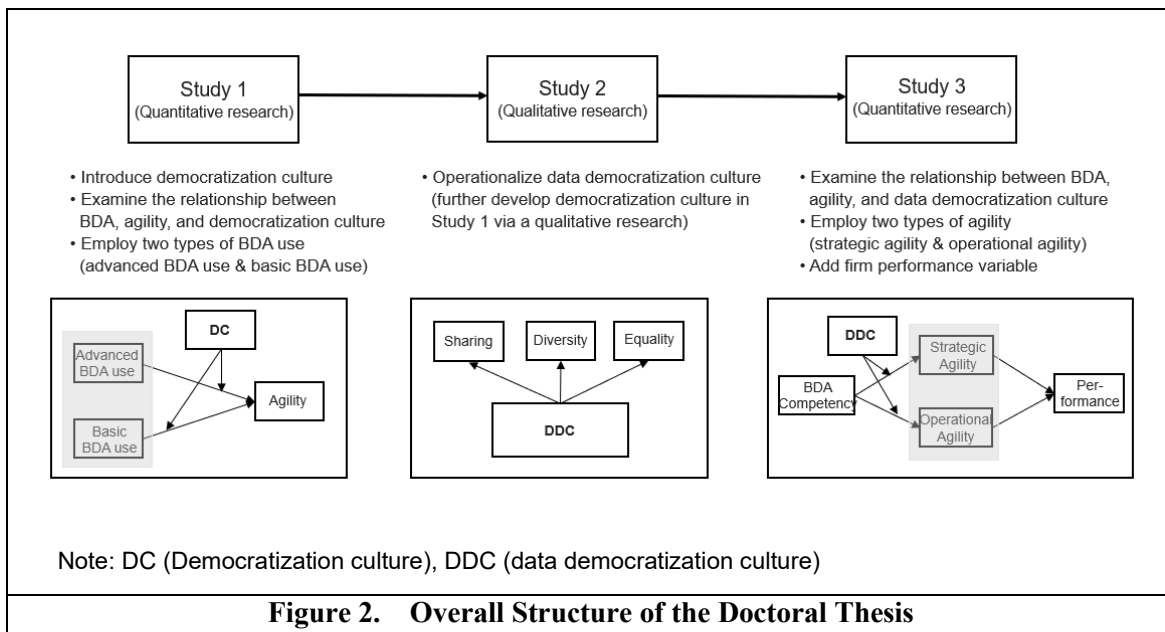 Study 1
(Quantitative research)
Study 2
(Qualitative research)
Study 3
(Quantitative research)
• Introduce democratization culture
• Examine the relationship between
BDA, agility, and democratization culture
• Employ two types of BDA use
(advanced BDA use & basic BDA use)
• Operationalize data democratization culture
(further develop democratization culture in
Study 1 via a qualitative research)
• Examine the relationship between BDA,
agility, and data democratization culture
• Employ two types of agility
(strategic agility & operational agility)
• Add firm performance variable
DC
Advanced
BDA use
Agility
Basic
BDA use
Sharing
Diversity
Equality
DDC
DDC
Strategic
Agility
BDA
Competency
Per-
formance
Operational
Agility
Note: DC (Democratization culture), DDC (data democratization culture)
Figure 2. Overall Structure of the Doctoral Thesis